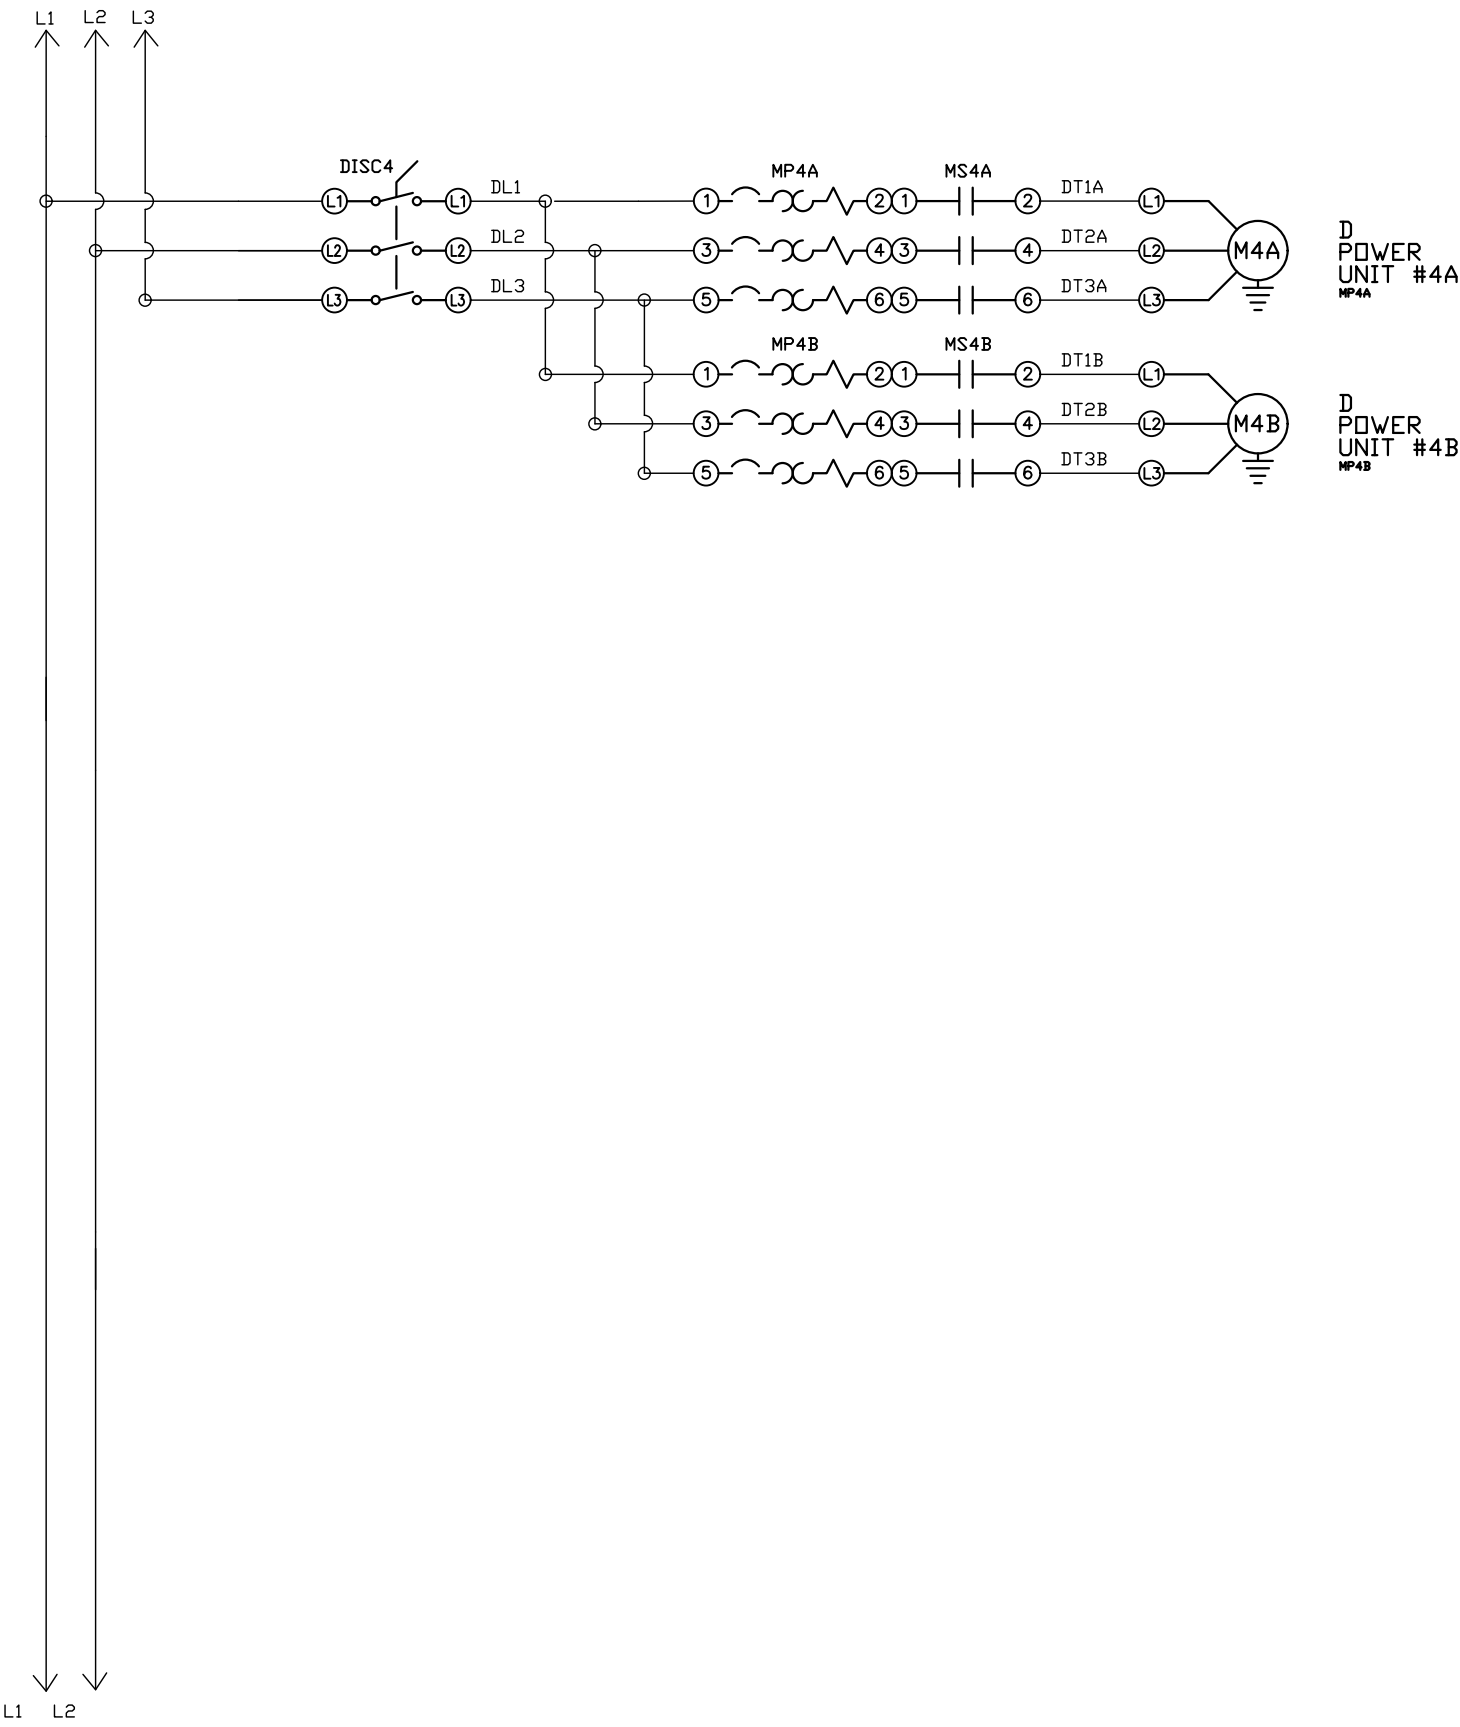 L1 L2 L3
DISC4 MP4A MS4A
L1 L1 DL1 1 2 1 2 DT1A L1
L2 L2 DL2 3 4 3 4 DT2A L2 M4A
L3 L3 DL3 5 6 5 6 DT3A L3
D
POWER
UNIT #4A
MP4A
MP4B MS4B
1 2 1 2 DT1B L1
3 4 3 4 DT2B L2 M4B
5 6 5 6 DT3B L3
D
POWER
UNIT #4B
MP4B
L1 L2